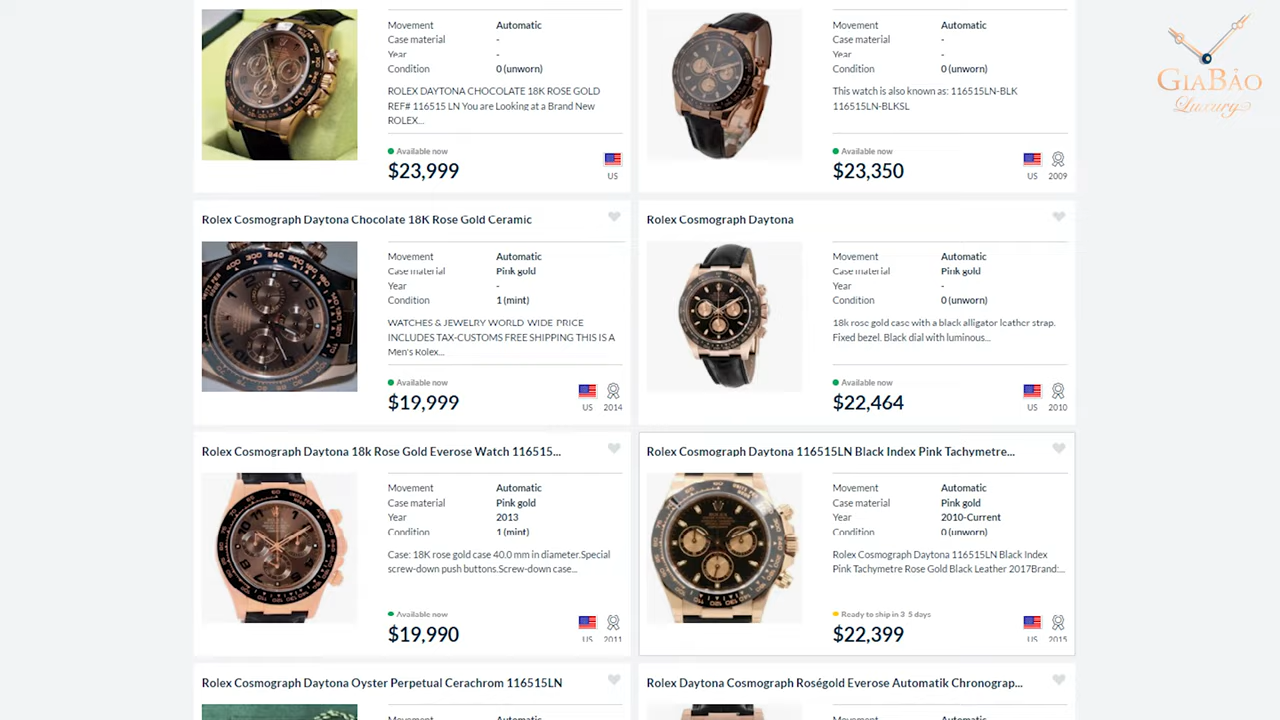 Movement Automatic
Case material -
Year -
Condition 0 (unworn)
ROLEX DAYTONA CHOCOLATE 18K ROSE GOLD
REF# 116515 LN You are Looking at a Brand New
ROLEX...
Available now
$23,999
US
Movement Automatic
Case material -
Year -
Condition 0 (unworn)
This watch is also known as: 116515LN-BLK
116515LN-BLKSL
Available now
$23,350
US 2009
GIABẢO
Luxury
Rolex Cosmograph Daytona Chocolate 18K Rose Gold Ceramic
Movement Automatic
Case material Pink gold
Year -
Condition 1 (mint)
WATCHES & JEWELRY WORLD-WIDE PRICE
INCLUDES TAX-CUSTOMS FREE SHIPPING THIS IS A
Men's Rolex...
Available now
$19,999
US 2014
Rolex Cosmograph Daytona
Movement Automatic
Case material Pink gold
Year -
Condition 0 (unworn)
18k rose gold case with a black alligator leather strap.
Fixed bezel. Black dial with luminous...
Available now
$22,464
US 2010
Rolex Cosmograph Daytona 18k Rose Gold Everose Watch 116515...
Movement Automatic
Case material Pink gold
Year 2013
Condition 1 (mint)
Case: 18K rose gold case 40.0 mm in diameter.Special
screw-down push buttons.Screw-down case...
Available now
$19,990
US 2011
Rolex Cosmograph Daytona 116515LN Black Index Pink Tachymetre...
Movement Automatic
Case material Pink gold
Year 2010-Current
Condition 0 (unworn)
Rolex Cosmograph Daytona 116515LN Black Index
Pink Tachymetre Rose Gold Black Leather 2017Brand:...
Ready to ship in 3-5 days
$22,399
US 2015
Rolex Cosmograph Daytona Oyster Perpetual Cerachrom 116515LN
Movement Automatic
Rolex Daytona Cosmograph Roségold Everose Automatik Chronograp...
Movement Automatic